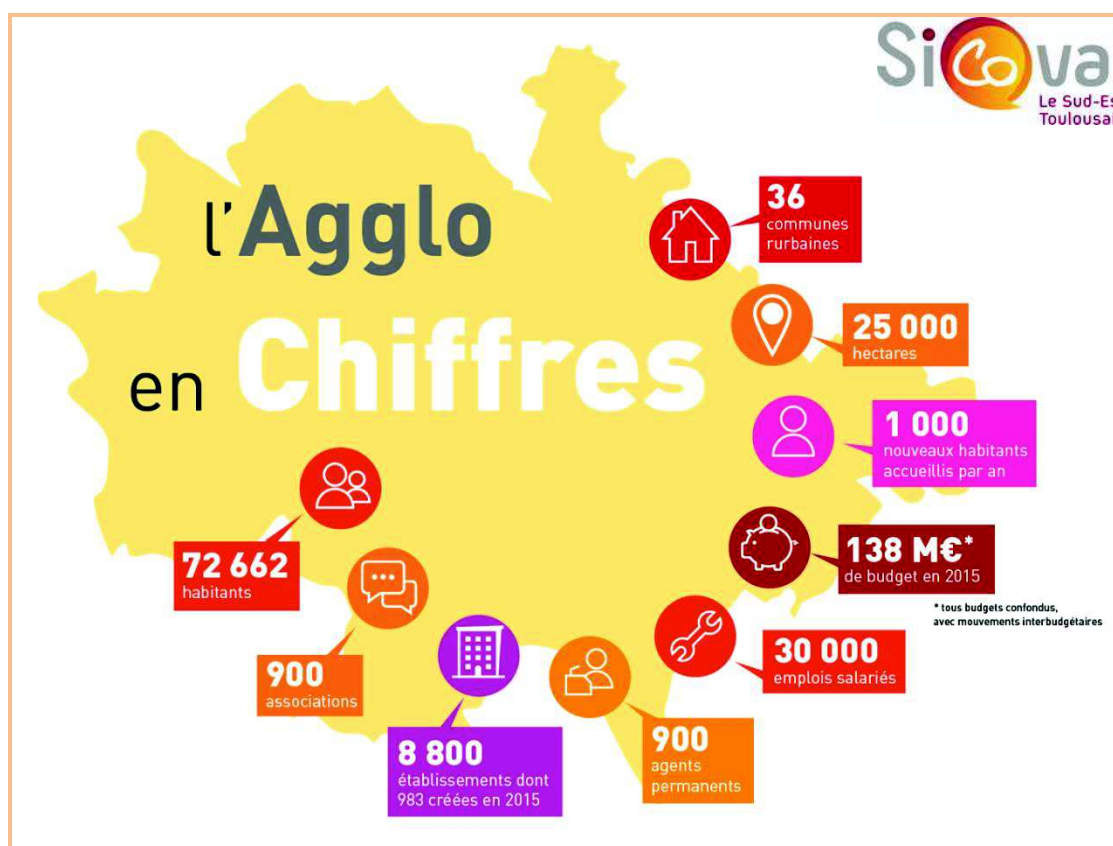 Sicova
Le Sud-Es
Toulousai
l'Agglo
en Chiffres
36
communes
rurbaines
25 000
hectares
1 000
nouveaux habitants
accueillis par an
138 M€*
de budget en 2015
* tous budgets confondus,
avec mouvements interbudgétaires
30 000
emplois salariés
900
agents
permanents
8 800
établissements dont
983 créées en 2015
900
associations
72 662
habitants